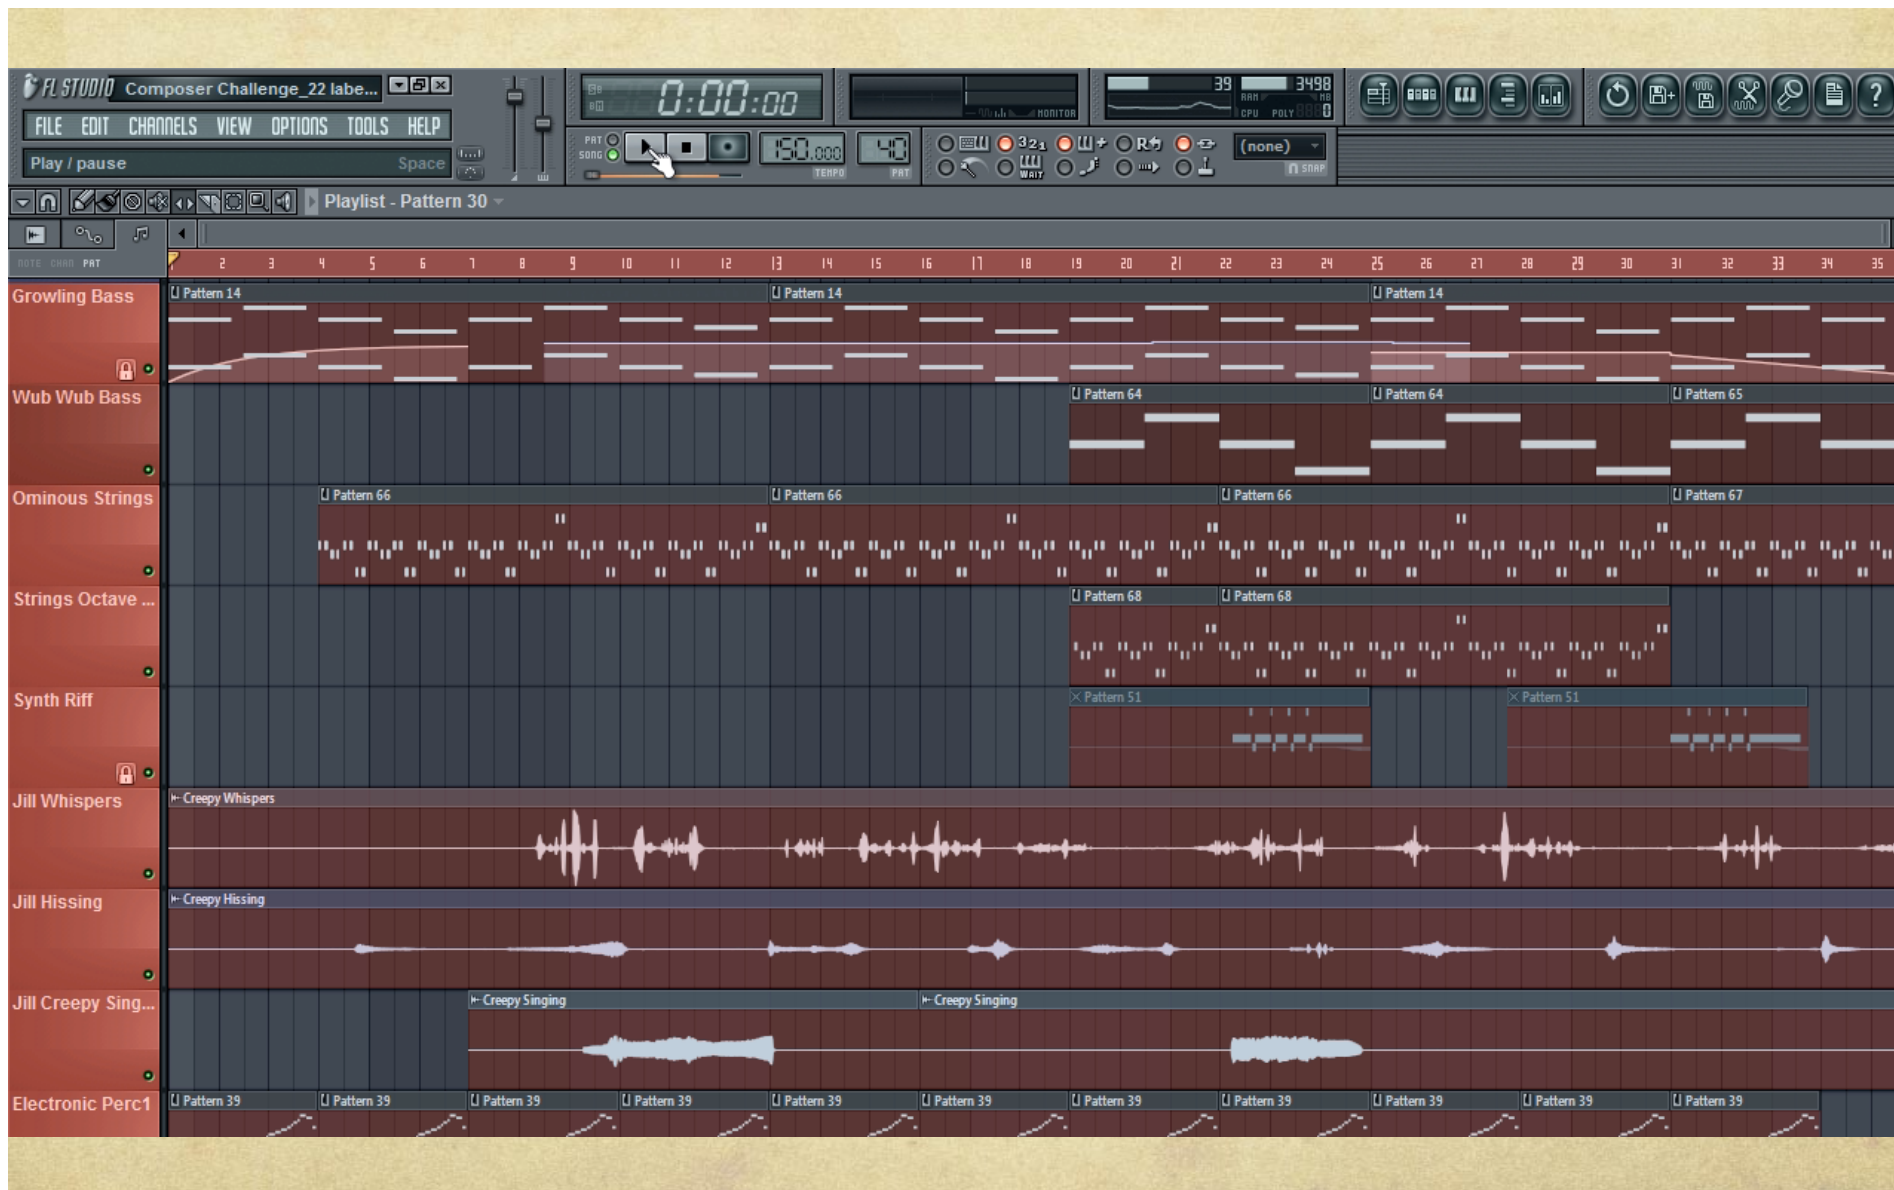 FL STUDIO Composer Challenge_22 labe...
FILE EDIT CHANNELS VIEW OPTIONS TOOLS HELP
Play / pause Space
0:00:00
MONITOR
39 3498
RAM MB
CPU POLY 0
PAT
SONG
150.000
TEMPO
40
PAT
321
WAIT
(none)
SNAP
Playlist - Pattern 30
NOTE CHAN PAT
2 3 4 5 6 7 8 9 10 11 12 13 14 15 16 17 18 19 20 21 22 23 24 25 26 27 28 29 30 31 32 33 34 35
Growling Bass
Pattern 14 Pattern 14 Pattern 14
Wub Wub Bass
Pattern 64 Pattern 64 Pattern 65
Ominous Strings
Pattern 66 Pattern 66 Pattern 66 Pattern 67
Strings Octave ...
Pattern 68 Pattern 68
Synth Riff
Pattern 51 Pattern 51
Jill Whispers
Creepy Whispers
Jill Hissing
Creepy Hissing
Jill Creepy Sing...
Creepy Singing Creepy Singing
Electronic Perc1
Pattern 39 Pattern 39 Pattern 39 Pattern 39 Pattern 39 Pattern 39 Pattern 39 Pattern 39 Pattern 39 Pattern 39 Pattern 39